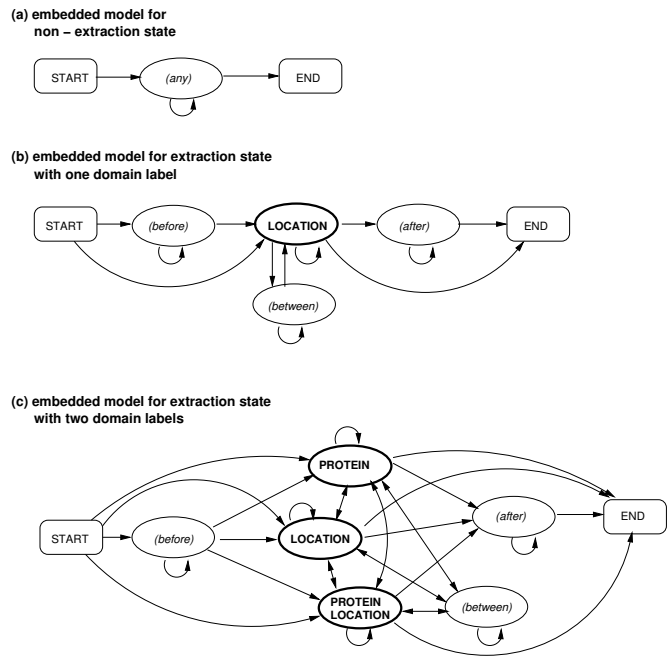 (a) embedded model for
non – extraction state
START
(any)
END
(b) embedded model for extraction state
with one domain label
START
(before)
LOCATION
(after)
END
(between)
(c) embedded model for extraction state
with two domain labels
PROTEIN
(after)
END
START
(before)
LOCATION
PROTEIN
LOCATION
(between)